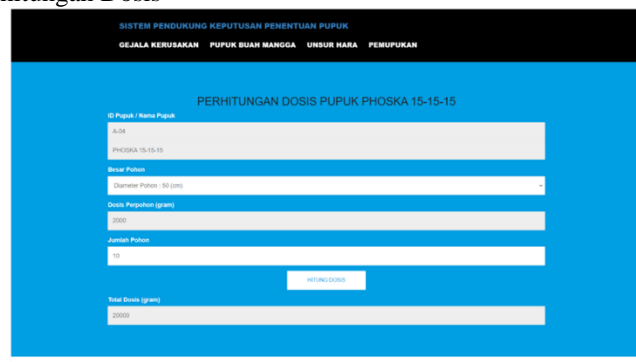 hitungan Dosis
SISTEM PENDUKUNG KEPUTUSAN PENENTUAN PUPUK
GEJALA KERUSAKAN PUPUK BUAH MANGGA UNSUR HARA PEMUPUKAN
PERHITUNGAN DOSIS PUPUK PHOSKA 15-15-15
ID Pupuk / Nama Pupuk
A-04
PHOSKA 15-15-15
Besar Pohon
Diameter Pohon : 50 (cm)
Dosis Perpohon (gram)
2000
Jumlah Pohon
10
HITUNG DOSIS
Total Dosis (gram)
20000